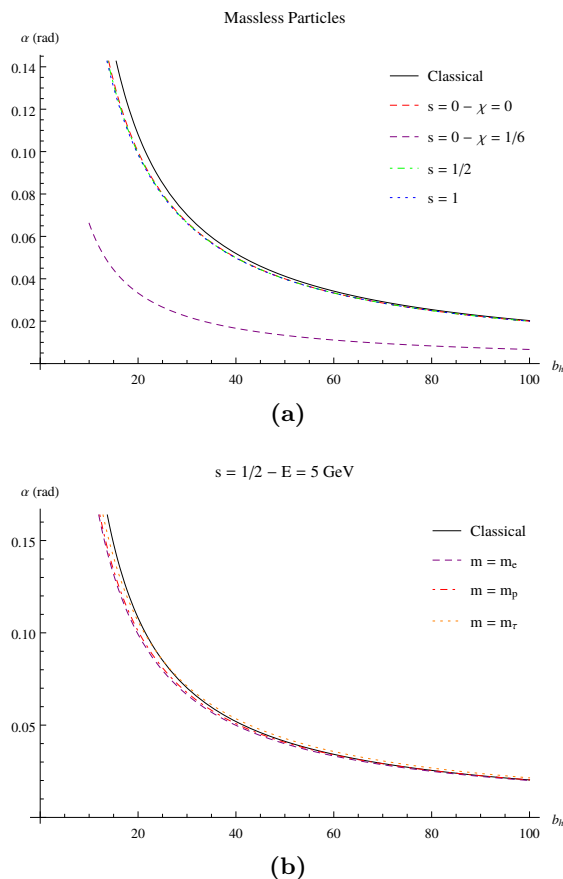 Massless Particles
α (rad)
0.14
0.12
0.10
0.08
0.06
0.04
0.02
Classical
s = 0 − χ = 0
s = 0 − χ = 1/6
s = 1/2
s = 1
20
40
60
80
100
b_h
(a)
s = 1/2 − E = 5 GeV
α (rad)
0.15
0.10
0.05
Classical
m = m_e
m = m_p
m = m_τ
20
40
60
80
100
b_h
(b)